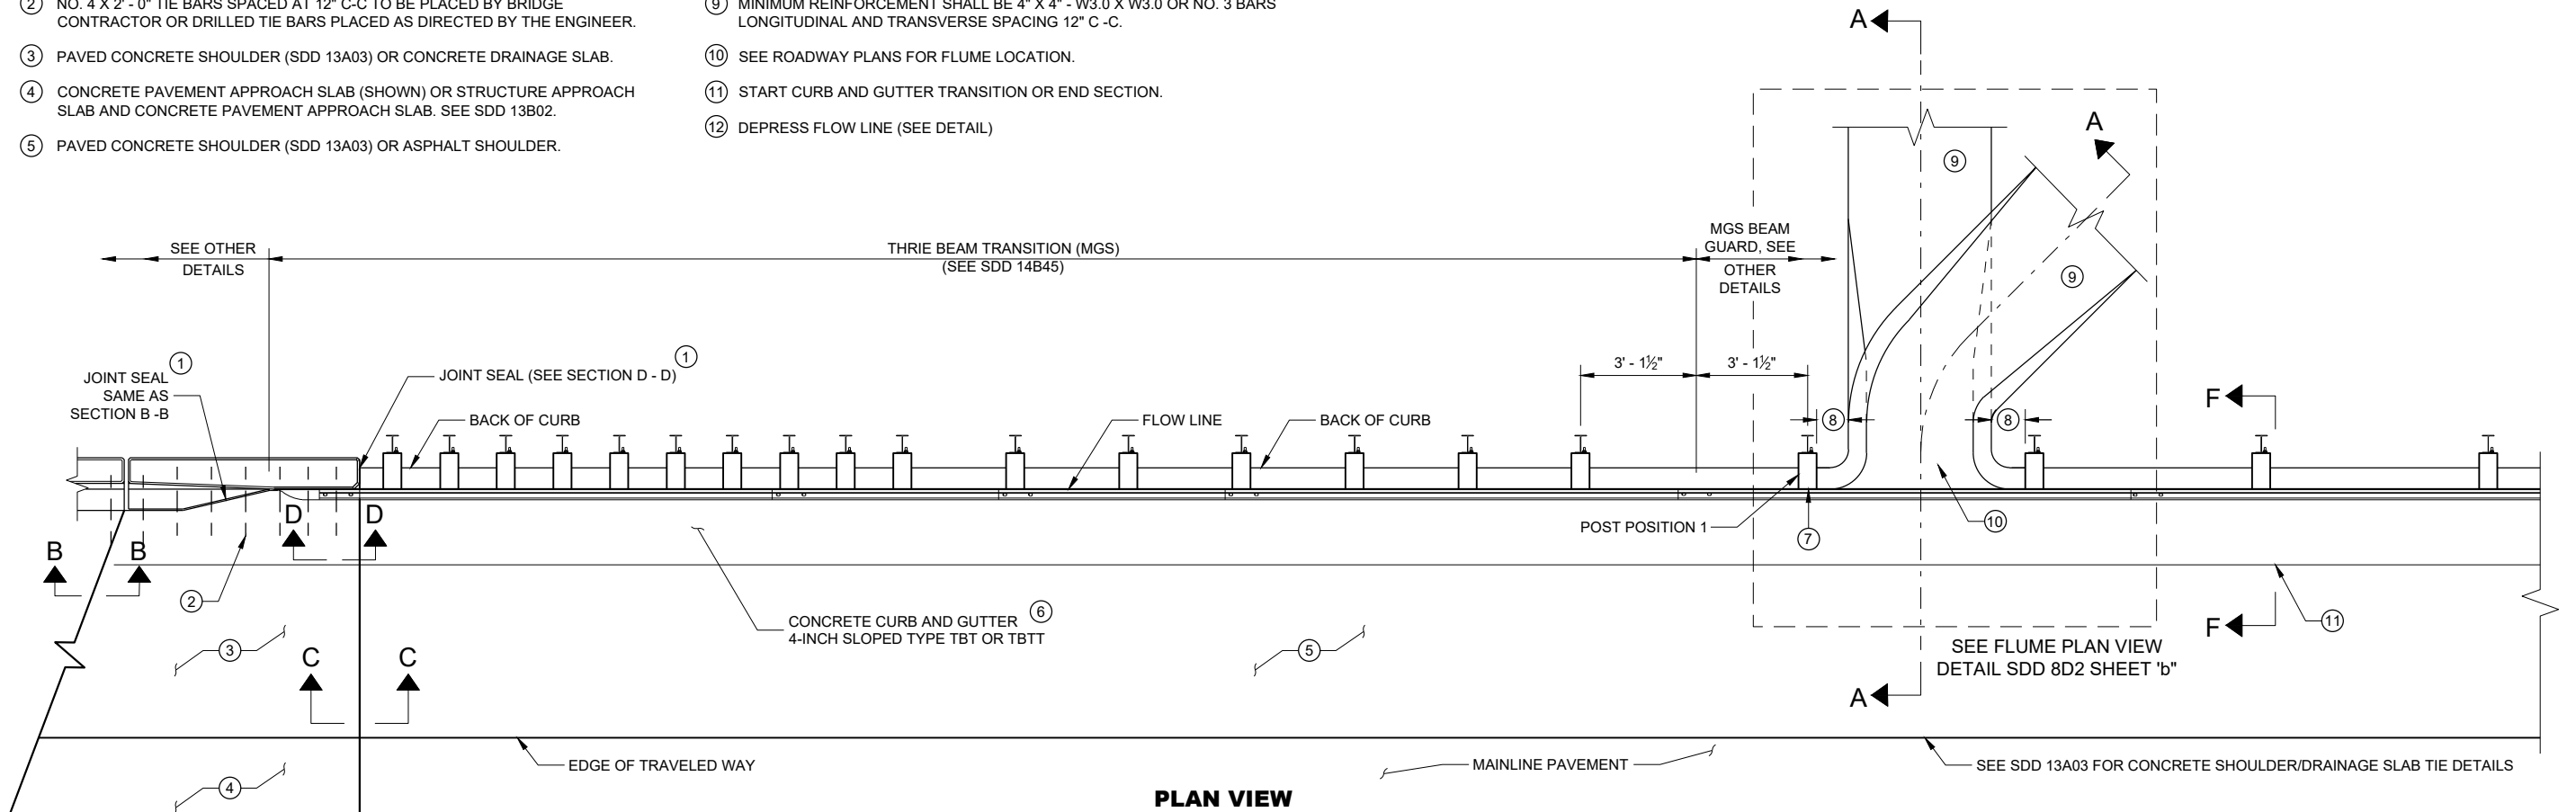 ② NO. 4 X 2' - 0" TIE BARS SPACED AT 12" C-C TO BE PLACED BY BRIDGE
CONTRACTOR OR DRILLED TIE BARS PLACED AS DIRECTED BY THE ENGINEER.
③ PAVED CONCRETE SHOULDER (SDD 13A03) OR CONCRETE DRAINAGE SLAB.
④ CONCRETE PAVEMENT APPROACH SLAB (SHOWN) OR STRUCTURE APPROACH
SLAB AND CONCRETE PAVEMENT APPROACH SLAB. SEE SDD 13B02.
⑤ PAVED CONCRETE SHOULDER (SDD 13A03) OR ASPHALT SHOULDER.
⑨ MINIMUM REINFORCEMENT SHALL BE 4" X 4" - W3.0 X W3.0 OR NO. 3 BARS
LONGITUDINAL AND TRANSVERSE SPACING 12" C -C.
⑩ SEE ROADWAY PLANS FOR FLUME LOCATION.
⑪ START CURB AND GUTTER TRANSITION OR END SECTION.
⑫ DEPRESS FLOW LINE (SEE DETAIL)
A
A
⑨
⑨
SEE OTHER
DETAILS
THRIE BEAM TRANSITION (MGS)
(SEE SDD 14B45)
MGS BEAM
GUARD, SEE
OTHER
DETAILS
①
JOINT SEAL
SAME AS
SECTION B -B
JOINT SEAL (SEE SECTION D - D) ①
3' - 1½"
3' - 1½"
BACK OF CURB
FLOW LINE
BACK OF CURB
⑧
⑧
F
D
D
B
B
②
POST POSITION 1
⑦
⑩
③
CONCRETE CURB AND GUTTER ⑥
4-INCH SLOPED TYPE TBT OR TBTT
⑤
F
⑪
C
C
SEE FLUME PLAN VIEW
DETAIL SDD 8D2 SHEET 'b"
A
④
EDGE OF TRAVELED WAY
MAINLINE PAVEMENT
SEE SDD 13A03 FOR CONCRETE SHOULDER/DRAINAGE SLAB TIE DETAILS
PLAN VIEW